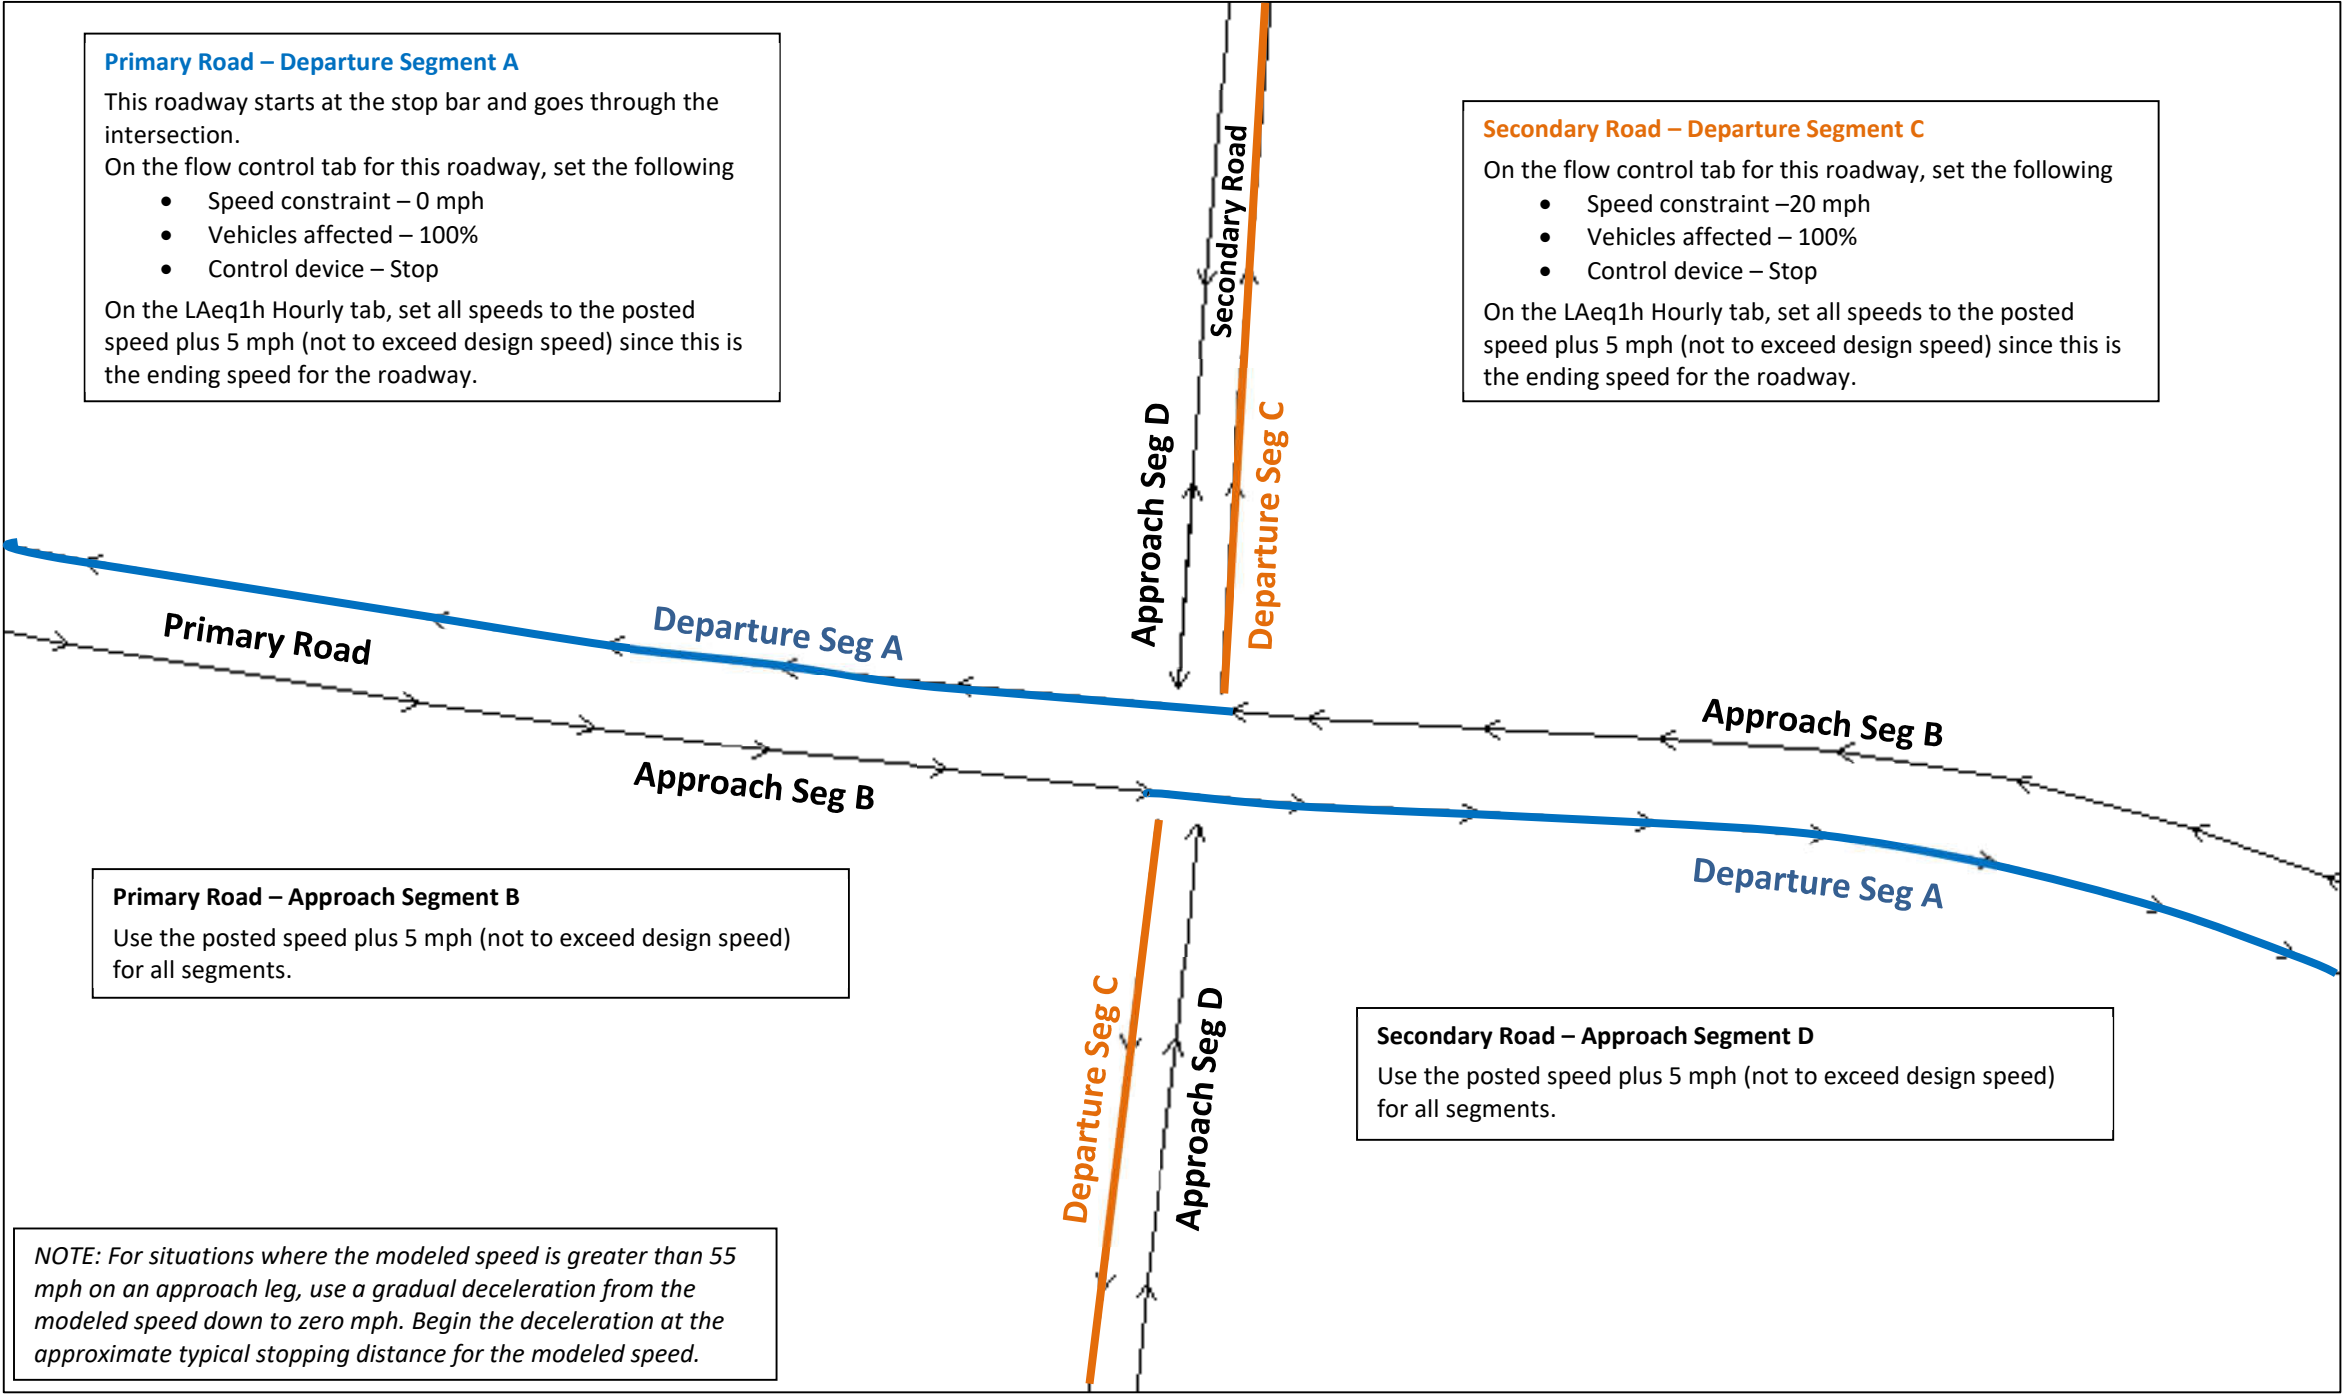 Primary Road – Departure Segment A
This roadway starts at the stop bar and goes through the
intersection.
On the flow control tab for this roadway, set the following
• Speed constraint – 0 mph
• Vehicles affected – 100%
• Control device – Stop
On the LAeq1h Hourly tab, set all speeds to the posted
speed plus 5 mph (not to exceed design speed) since this is
the ending speed for the roadway.
Secondary Road – Departure Segment C
On the flow control tab for this roadway, set the following
• Speed constraint –20 mph
• Vehicles affected – 100%
• Control device – Stop
On the LAeq1h Hourly tab, set all speeds to the posted
speed plus 5 mph (not to exceed design speed) since this is
the ending speed for the roadway.
Secondary Road
Approach Seg D
Departure Seg C
Primary Road
Departure Seg A
Approach Seg B
Approach Seg B
Departure Seg A
Primary Road – Approach Segment B
Use the posted speed plus 5 mph (not to exceed design speed)
for all segments.
Departure Seg C
Approach Seg D
Secondary Road – Approach Segment D
Use the posted speed plus 5 mph (not to exceed design speed)
for all segments.
NOTE: For situations where the modeled speed is greater than 55
mph on an approach leg, use a gradual deceleration from the
modeled speed down to zero mph. Begin the deceleration at the
approximate typical stopping distance for the modeled speed.